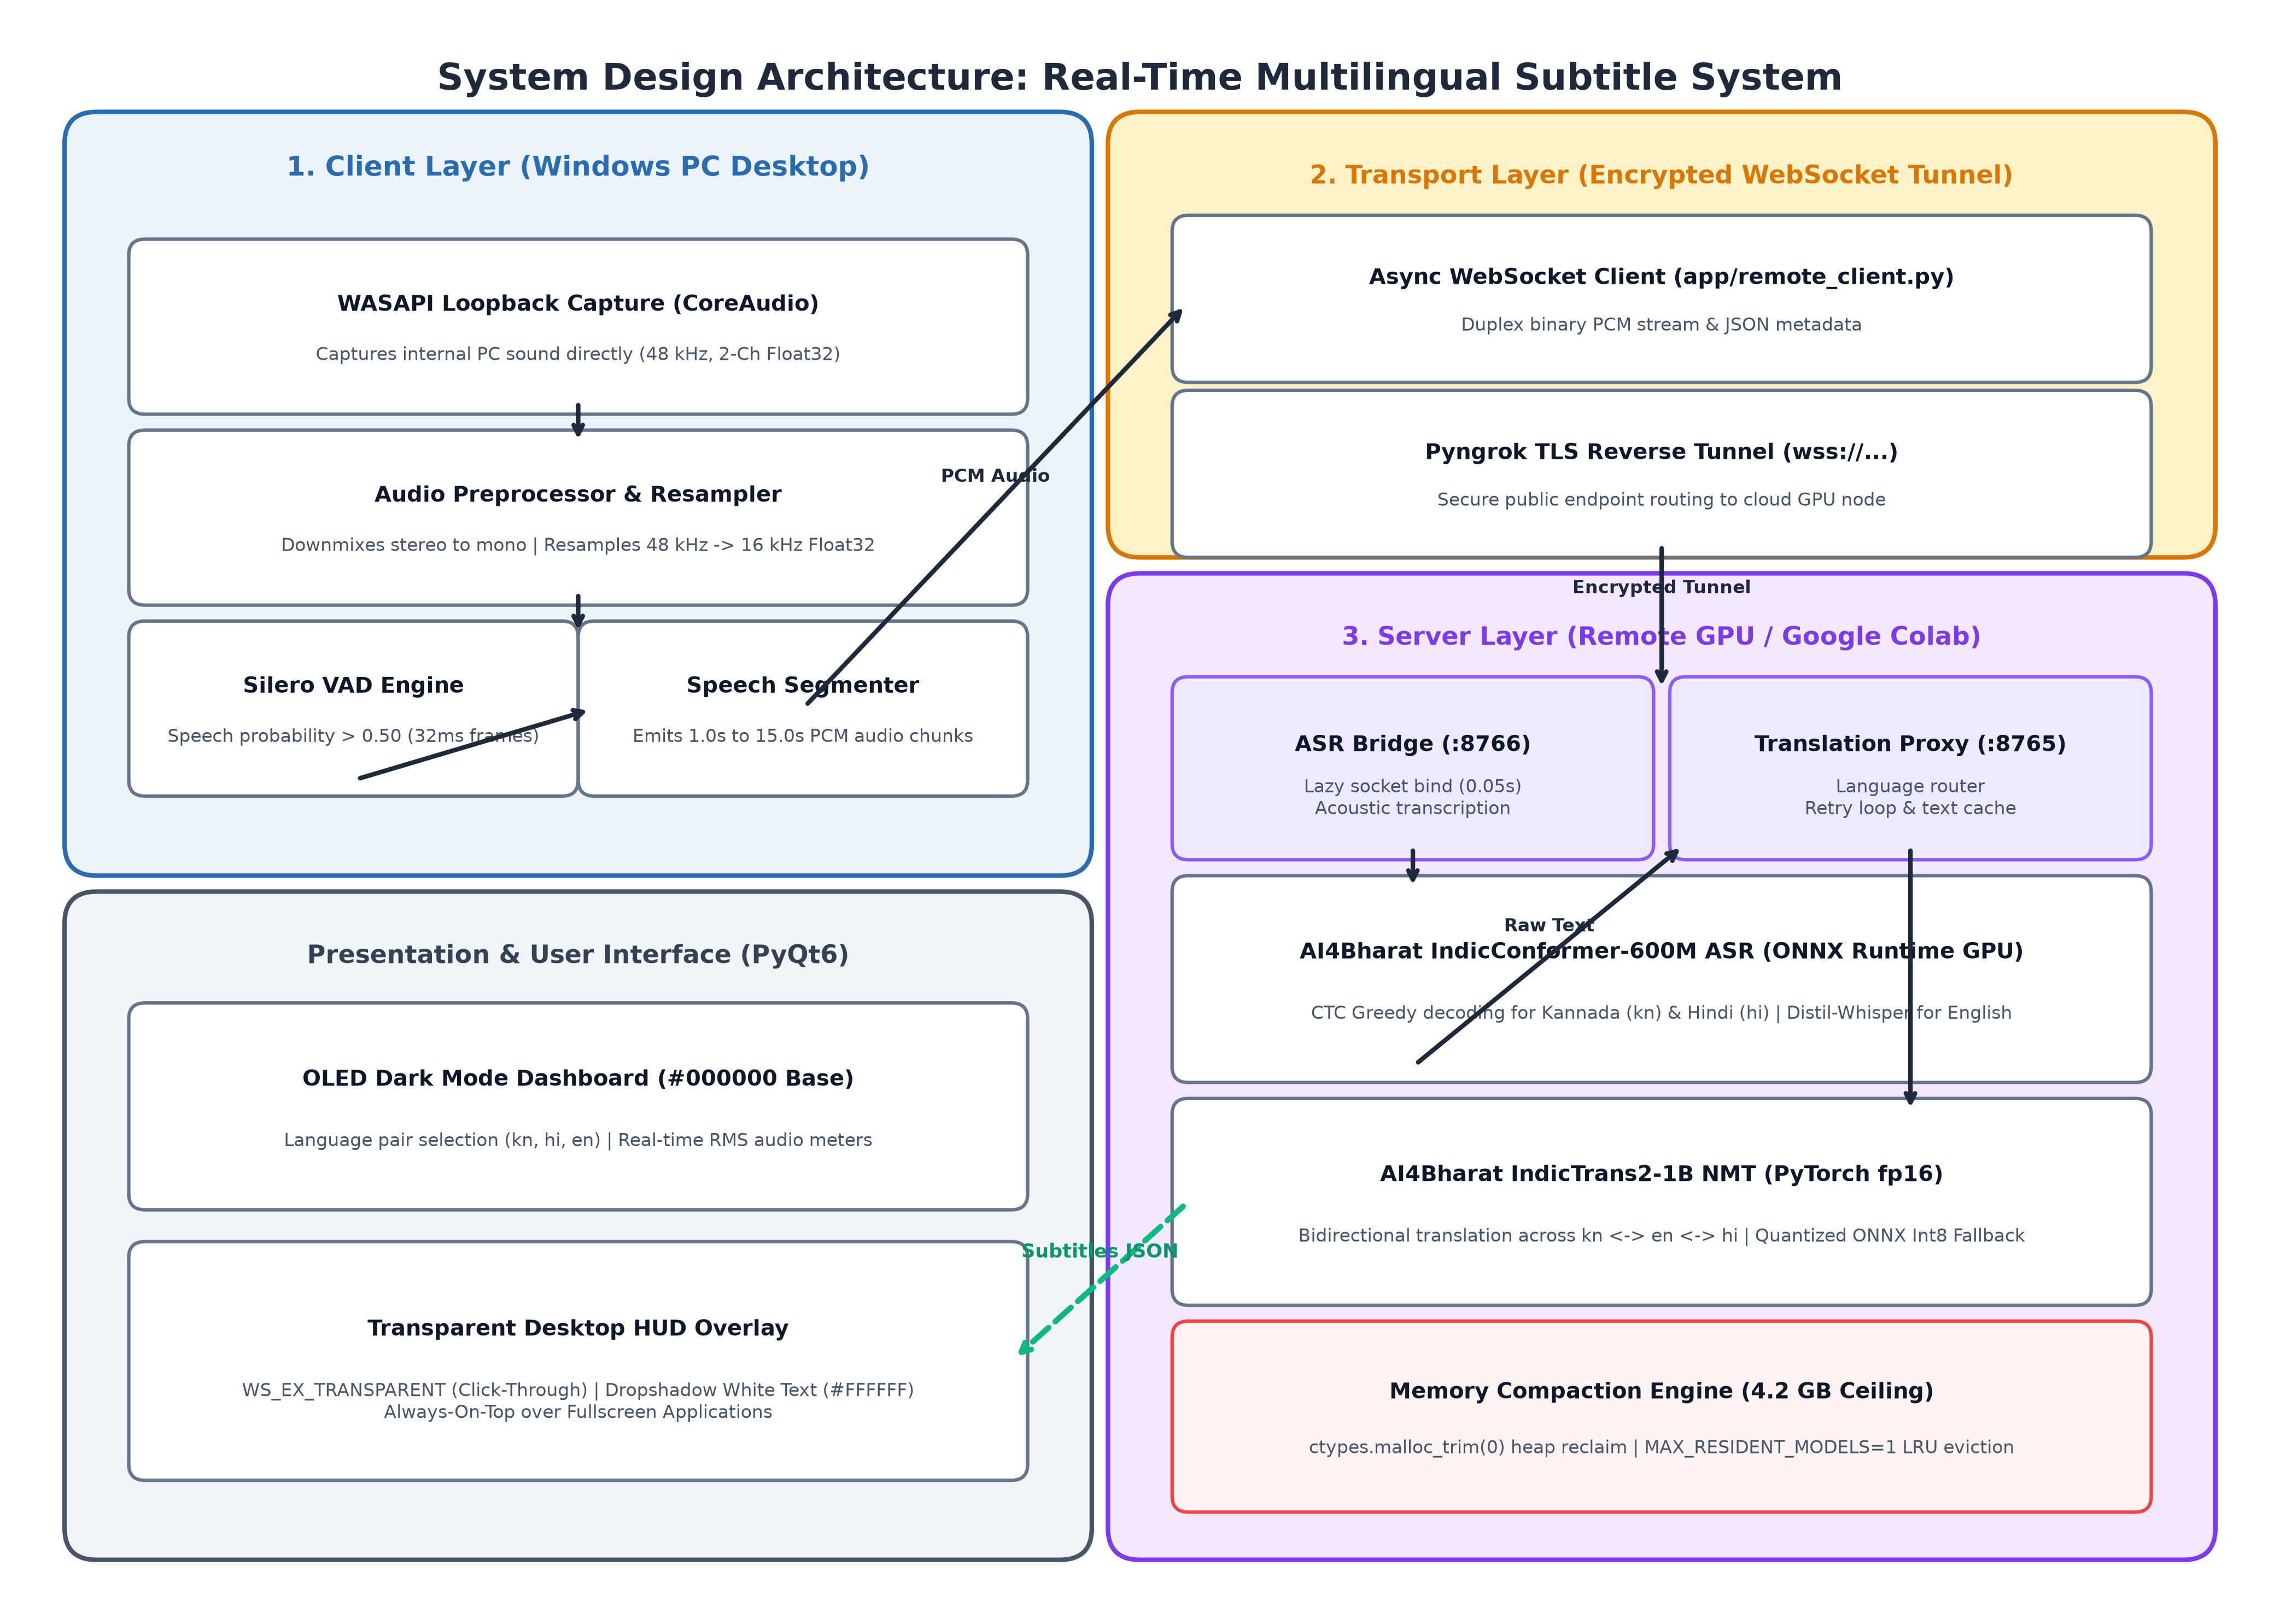 System Design Architecture: Real-Time Multilingual Subtitle System
1. Client Layer (Windows PC Desktop)
WASAPI Loopback Capture (CoreAudio)
Captures internal PC sound directly (48 kHz, 2-Ch Float32)
Audio Preprocessor & Resampler
Downmixes stereo to mono | Resamples 48 kHz -> 16 kHz Float32
Silero VAD Engine
Speech probability > 0.50 (32ms frames)
Speech Segmenter
Emits 1.0s to 15.0s PCM audio chunks
PCM Audio
2. Transport Layer (Encrypted WebSocket Tunnel)
Async WebSocket Client (app/remote_client.py)
Duplex binary PCM stream & JSON metadata
Pyngrok TLS Reverse Tunnel (wss://...)
Secure public endpoint routing to cloud GPU node
Encrypted Tunnel
3. Server Layer (Remote GPU / Google Colab)
ASR Bridge (:8766)
Lazy socket bind (0.05s)
Acoustic transcription
Translation Proxy (:8765)
Language router
Retry loop & text cache
Raw Text
AI4Bharat IndicConformer-600M ASR (ONNX Runtime GPU)
CTC Greedy decoding for Kannada (kn) & Hindi (hi) | Distil-Whisper for English
AI4Bharat IndicTrans2-1B NMT (PyTorch fp16)
Bidirectional translation across kn <-> en <-> hi | Quantized ONNX Int8 Fallback
Memory Compaction Engine (4.2 GB Ceiling)
ctypes.malloc_trim(0) heap reclaim | MAX_RESIDENT_MODELS=1 LRU eviction
Subtitles JSON
Presentation & User Interface (PyQt6)
OLED Dark Mode Dashboard (#000000 Base)
Language pair selection (kn, hi, en) | Real-time RMS audio meters
Transparent Desktop HUD Overlay
WS_EX_TRANSPARENT (Click-Through) | Dropshadow White Text (#FFFFFF)
Always-On-Top over Fullscreen Applications